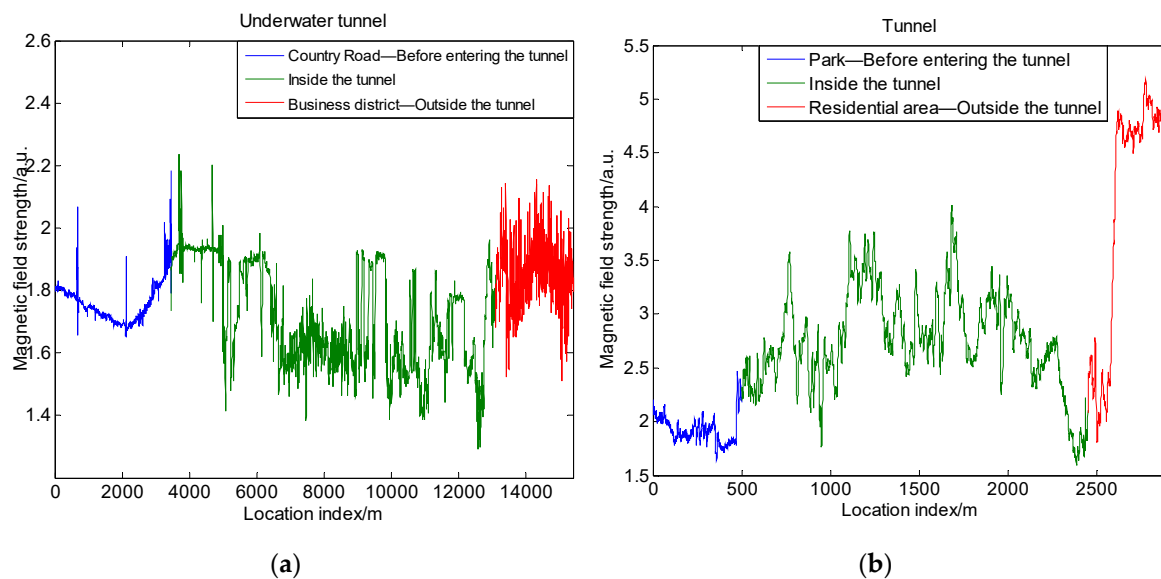 Underwater tunnel
2.6
2.4
2.2
2
1.8
1.6
1.4
Magnetic field strength/a.u.
Country Road—Before entering the tunnel
Inside the tunnel
Business district—Outside the tunnel
0 2000 4000 6000 8000 10000 12000 14000
Location index/m
(a)
Tunnel
5.5
5
4.5
4
3.5
3
2.5
2
1.5
Magnetic field strength/a.u.
Park—Before entering the tunnel
Inside the tunnel
Residential area—Outside the tunnel
0 500 1000 1500 2000 2500
Location index/m
(b)